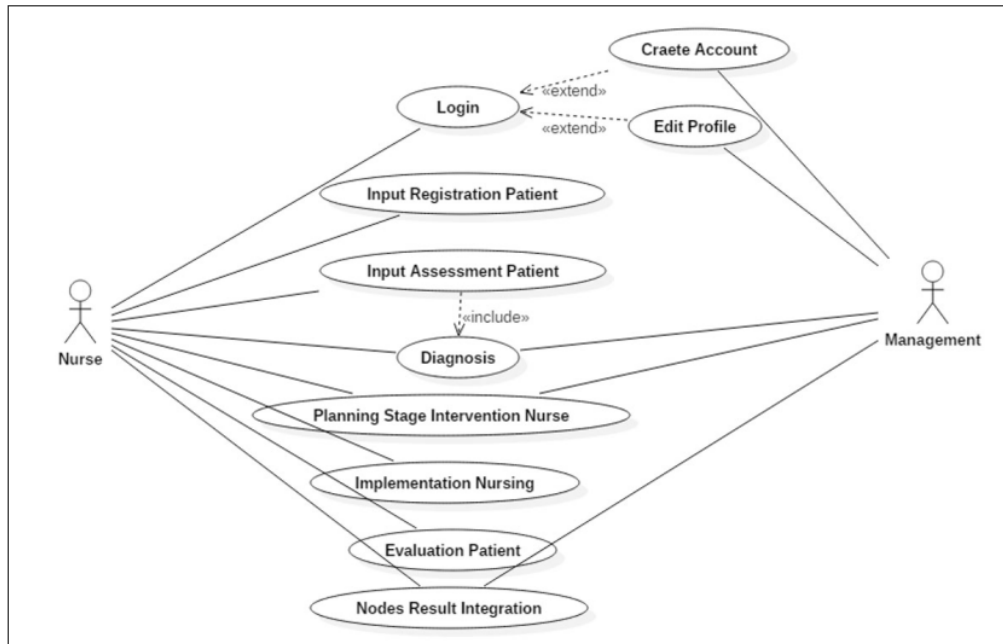 Craete Account
«extend»
Login
Edit Profile
«extend»
Input Registration Patient
Input Assessment Patient
«include»
Nurse
Management
Diagnosis
Planning Stage Intervention Nurse
Implementation Nursing
Evaluation Patient
Nodes Result Integration